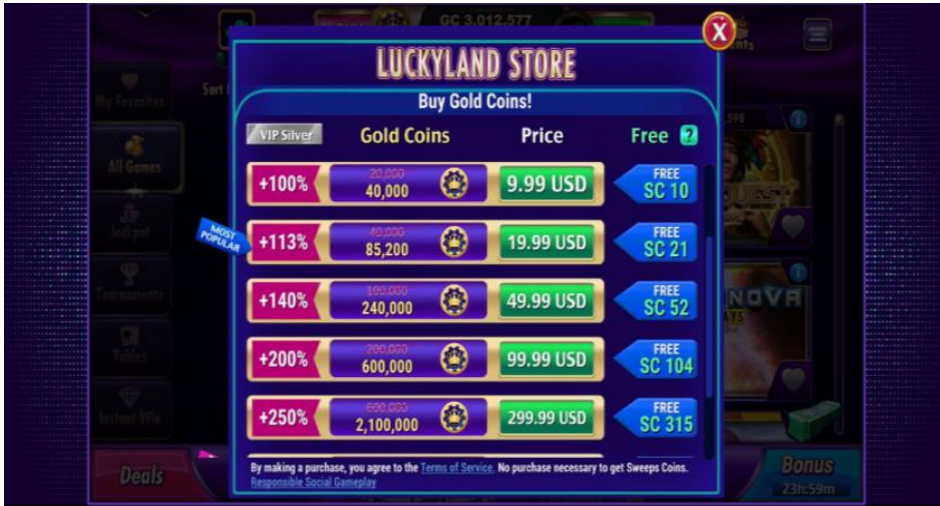 GC 3,012,577
LUCKYLAND STORE
X
Buy Gold Coins!
VIP Silver
Gold Coins
Price
Free ?
My Favorites
Sort
All Games
Jackpot
Tournaments
Tables
Instant Win
+100%
20,000
40,000
9.99 USD
FREE
SC 10
MOST
POPULAR
+113%
40,000
85,200
19.99 USD
FREE
SC 21
+140%
100,000
240,000
49.99 USD
FREE
SC 52
+200%
200,000
600,000
99.99 USD
FREE
SC 104
+250%
600,000
2,100,000
299.99 USD
FREE
SC 315
By making a purchase, you agree to the Terms of Service. No purchase necessary to get Sweeps Coins.
Responsible Social Gameplay
Deals
Bonus
23h:59m